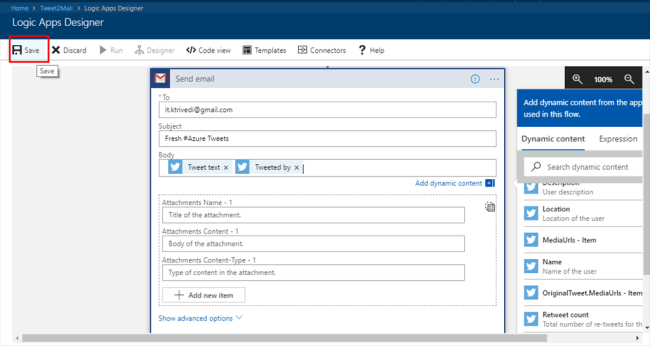 Home > Tweet2Mail > Logic Apps Designer
Logic Apps Designer
Save Discard Run Designer Code view Templates Connectors ? Help
Save
Send email
100%
* To
it.ktrivedi@gmail.com
Subject
Fresh #Azure Tweets
Body
Tweet text × Tweeted by ×
Add dynamic content
Attachments Name - 1
Title of the attachment.
Attachments Content - 1
Body of the attachment.
Attachments Content-Type - 1
Type of content in the attachment.
Add new item
Show advanced options
Add dynamic content from the app
used in this flow.
Dynamic content Expression
Search dynamic content
Description
User description
Location
Location of the user
MediaUrls - Item
Name
Name of the user
OriginalTweet.MediaUrls - Item
Retweet count
Total number of re-tweets for th